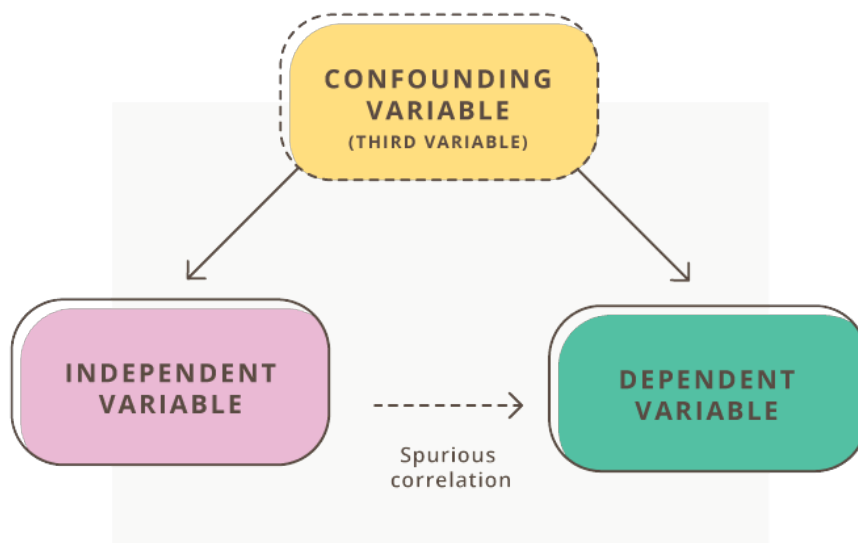 CONFOUNDING
VARIABLE
(THIRD VARIABLE)
INDEPENDENT
VARIABLE
DEPENDENT
VARIABLE
Spurious
correlation